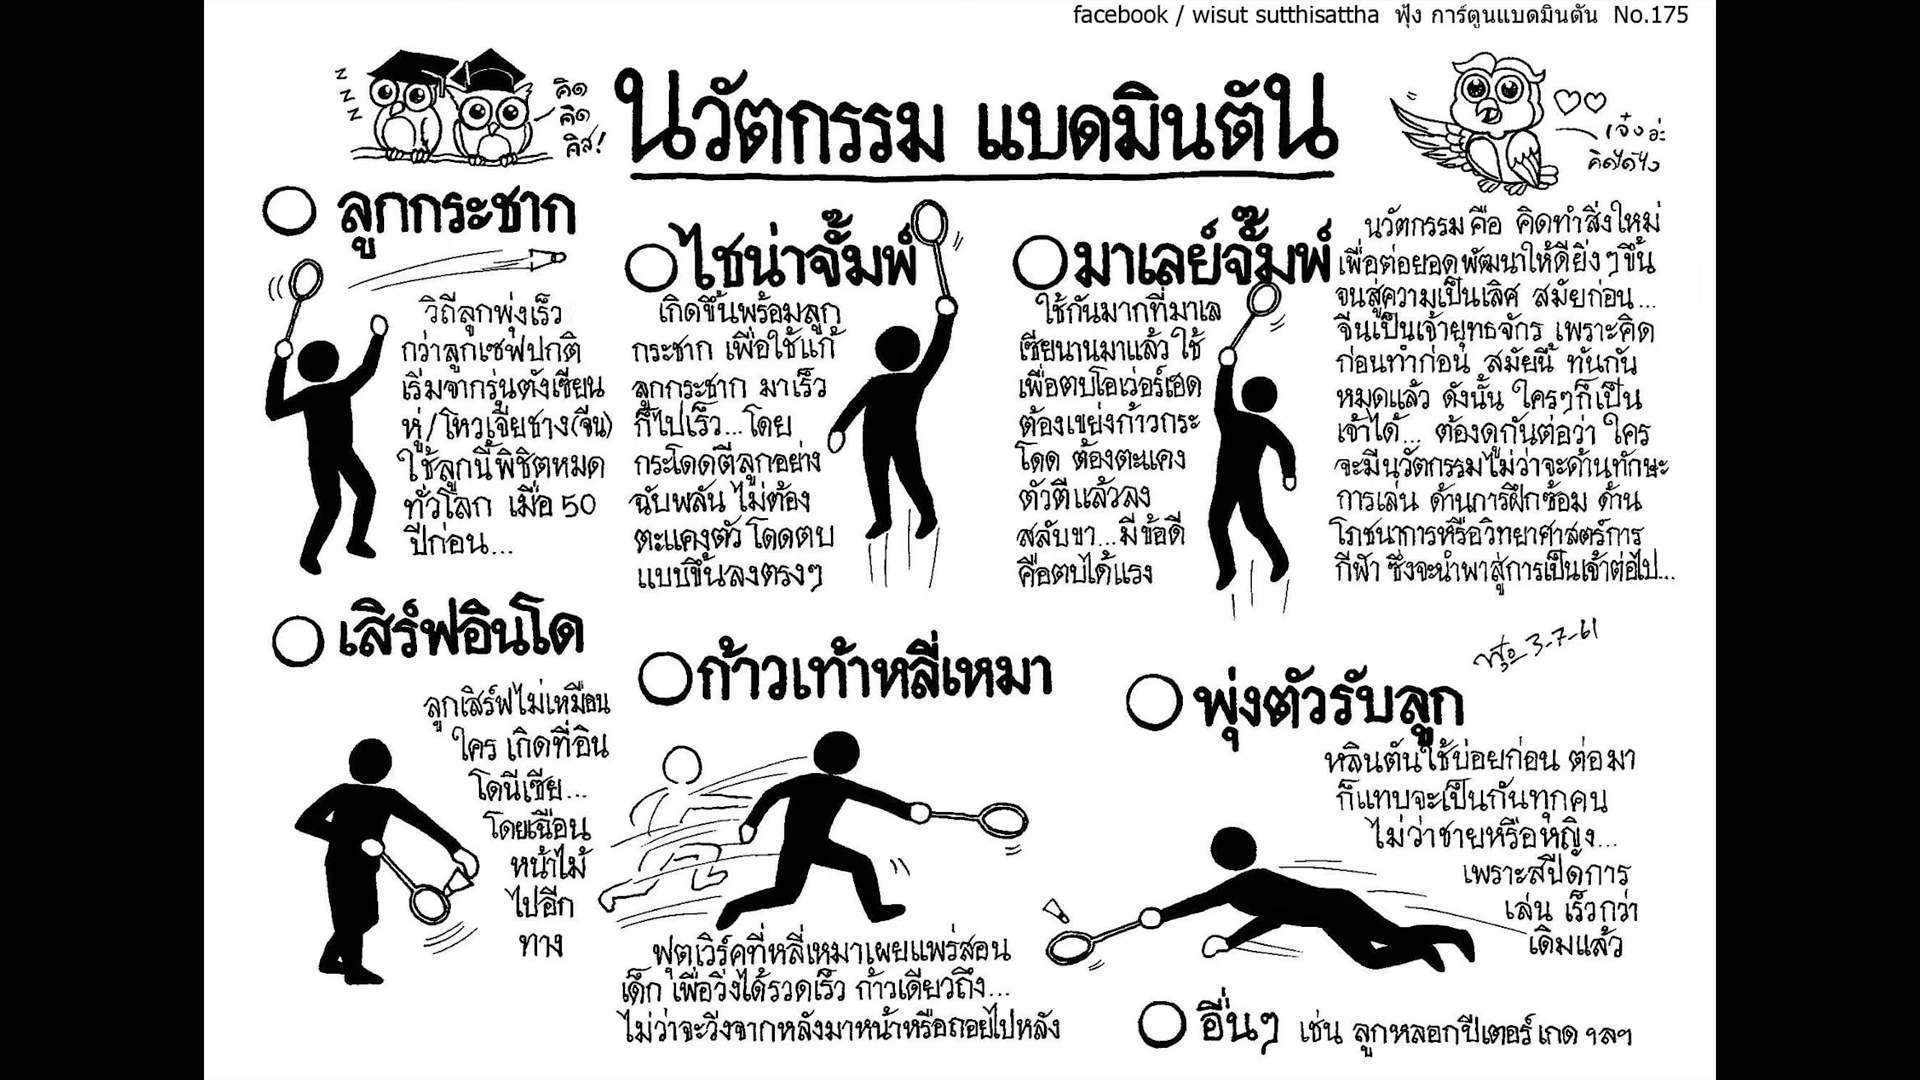 facebook / wisut sutthisattha ฟุ้ง การ์ตูนแบดมินตัน No.175
z z z
คิด
คิด
คิส!
นวัตกรรม แบดมินตัน
เจ๋งอ่ะ
คิดได้ไง
ลูกกระชาก
วิถีลูกพุ่งเร็ว
กว่าลูกเซฟปกติ
เริ่มจากรุ่นตังเซียน
หู่/โหวเจียชาง(จีน)
ใช้ลูกนี้พิชิตหมด
ทั่วโลก เมื่อ 50
ปีก่อน...
ไชน่าจั๊มพ์
เกิดขึ้นพร้อมลูก
กระชาก เพื่อใช้แก้
ลูกกระชาก มาเร็ว
ก็ไปเร็ว...โดย
กระโดดตีลูกอย่าง
ฉับพลัน ไม่ต้อง
ตะแคงตัว โดดตบ
แบบขึ้นลงตรงๆ
มาเลย์จั๊มพ์
ใช้กันมากที่มาเล
เซียนานมาแล้ว ใช้
เพื่อตบโอเว่อร์เฮด
ต้องเขย่งก้าวกระ
โดด ต้องตะแคง
ตัวตีแล้วลง
สลับขา...มีข้อดี
คือตบได้แรง
นวัตกรรมคือ คิดทำสิ่งใหม่
เพื่อต่อยอดพัฒนาให้ดียิ่งๆขึ้น
จนสู่ความเป็นเลิศ สมัยก่อน...
จีนเป็นเจ้ายุทธจักร เพราะคิด
ก่อนทำก่อน สมัยนี้ ทันกัน
หมดแล้ว ดังนั้น ใครๆก็เป็น
เจ้าได้... ต้องดูกันต่อว่า ใคร
จะมีนวัตกรรมไม่ว่าจะด้านทักษะ
การเล่น ด้านการฝึกซ้อม ด้าน
โภชนาการหรือวิทยาศาสตร์การ
กีฬา ซึ่งจะนำพาสู่การเป็นเจ้าต่อไป...
3-7-61
เสิร์ฟอินโด
ลูกเสิร์ฟไม่เหมือน
ใคร เกิดที่อิน
โดนีเซีย...
โดยเฉือน
หน้าไม้
ไปอีก
ทาง
ก้าวเท้าหลี่เหมา
ฟุตเวิร์คที่หลี่เหมาเผยแพร่สอน
เด็ก เพื่อวิ่งได้รวดเร็ว ก้าวเดียวถึง...
ไม่ว่าจะวิ่งจากหลังมาหน้าหรือถอยไปหลัง
พุ่งตัวรับลูก
หลินตันใช้บ่อยก่อน ต่อมา
ก็แทบจะเป็นกันทุกคน
ไม่ว่าชายหรือหญิง...
เพราะสปีดการ
เล่น เร็วกว่า
เดิมแล้ว
อื่นๆ เช่น ลูกหลอกปีเตอร์เกด ฯลฯ